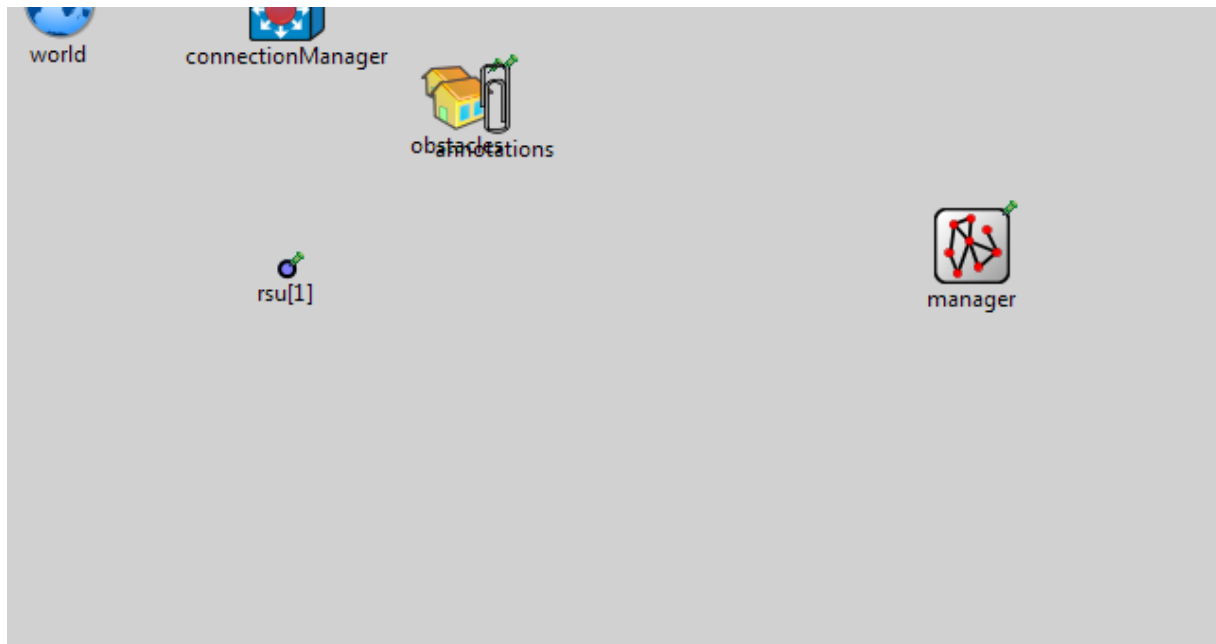 world
connectionManager
obstacles
annotations
rsu[1]
manager